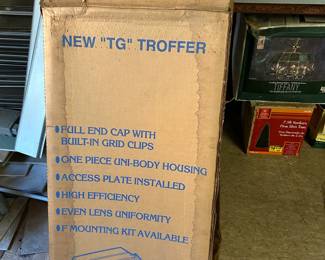 NEW "TG" TROFFER
FULL END CAP WITH
BUILT-IN GRID CLIPS
ONE PIECE UNI-BODY HOUSING
ACCESS PLATE INSTALLED
HIGH EFFICIENCY
EVEN LENS UNIFORMITY
F MOUNTING KIT AVAILABLE
TIFFANY